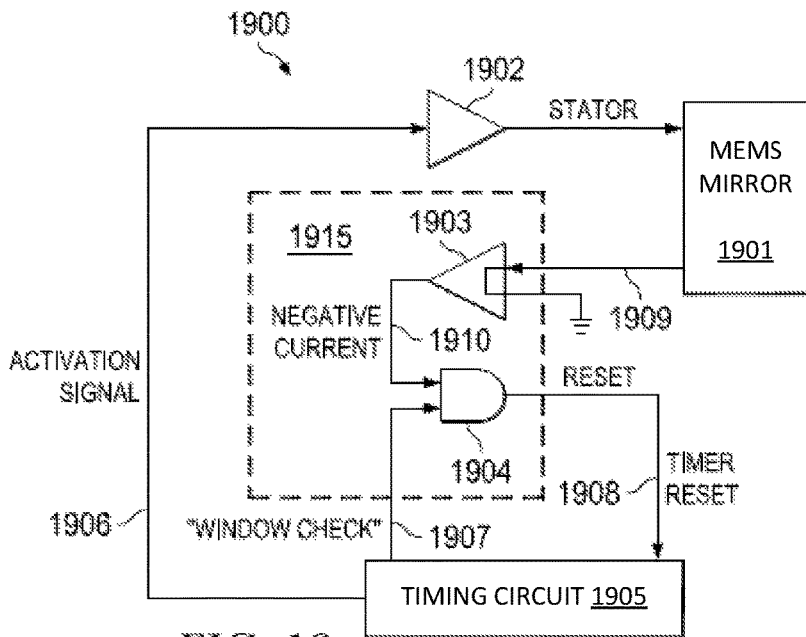 1900
1902
STATOR
MEMS
MIRROR
1901
1915
1903
1909
NEGATIVE
CURRENT
1910
ACTIVATION
SIGNAL
RESET
1904
TIMER
RESET
1908
1906
"WINDOW CHECK"
1907
TIMING CIRCUIT 1905